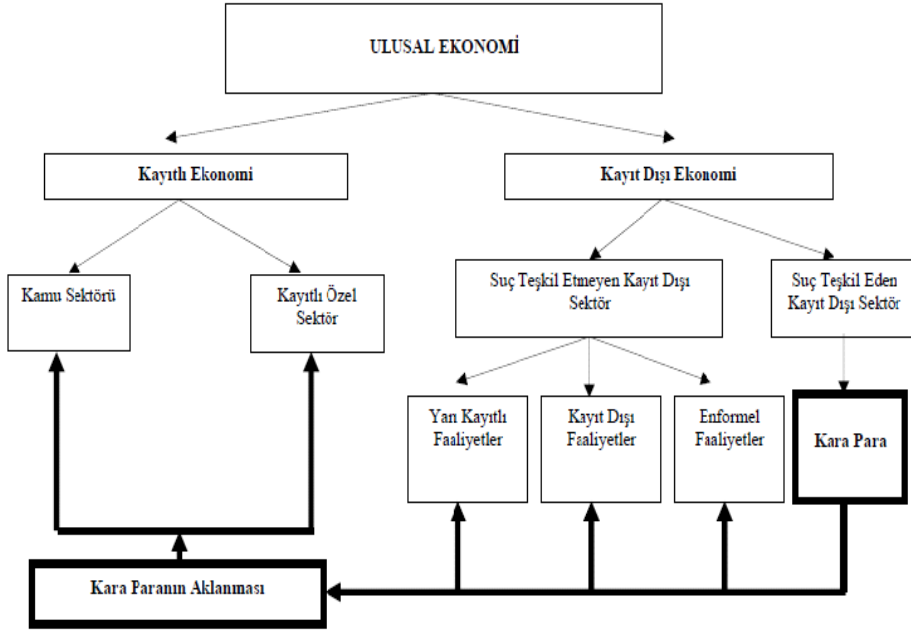 ULUSAL EKONOMİ
Kayıtlı Ekonomi
Kayıt Dışı Ekonomi
Kamu Sektörü
Kayıtlı Özel
Sektör
Suç Teşkil Etmeyen Kayıt Dışı
Sektör
Suç Teşkil Eden
Kayıt Dışı Sektör
Yarı Kayıtlı
Faaliyetler
Kayıt Dışı
Faaliyetler
Enformel
Faaliyetler
Kara Para
Kara Paranın Aklanması